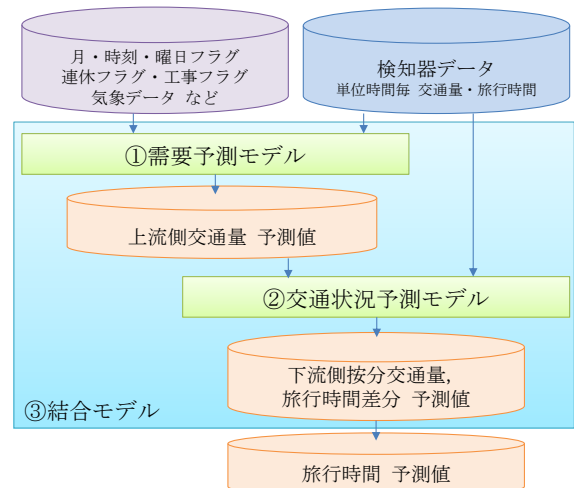 月・時刻・曜日フラグ
連休フラグ・工事フラグ
気象データ など
検知器データ
単位時間毎 交通量・旅行時間
①需要予測モデル
上流側交通量 予測値
②交通状況予測モデル
下流側按分交通量,
旅行時間差分 予測値
③結合モデル
旅行時間 予測値